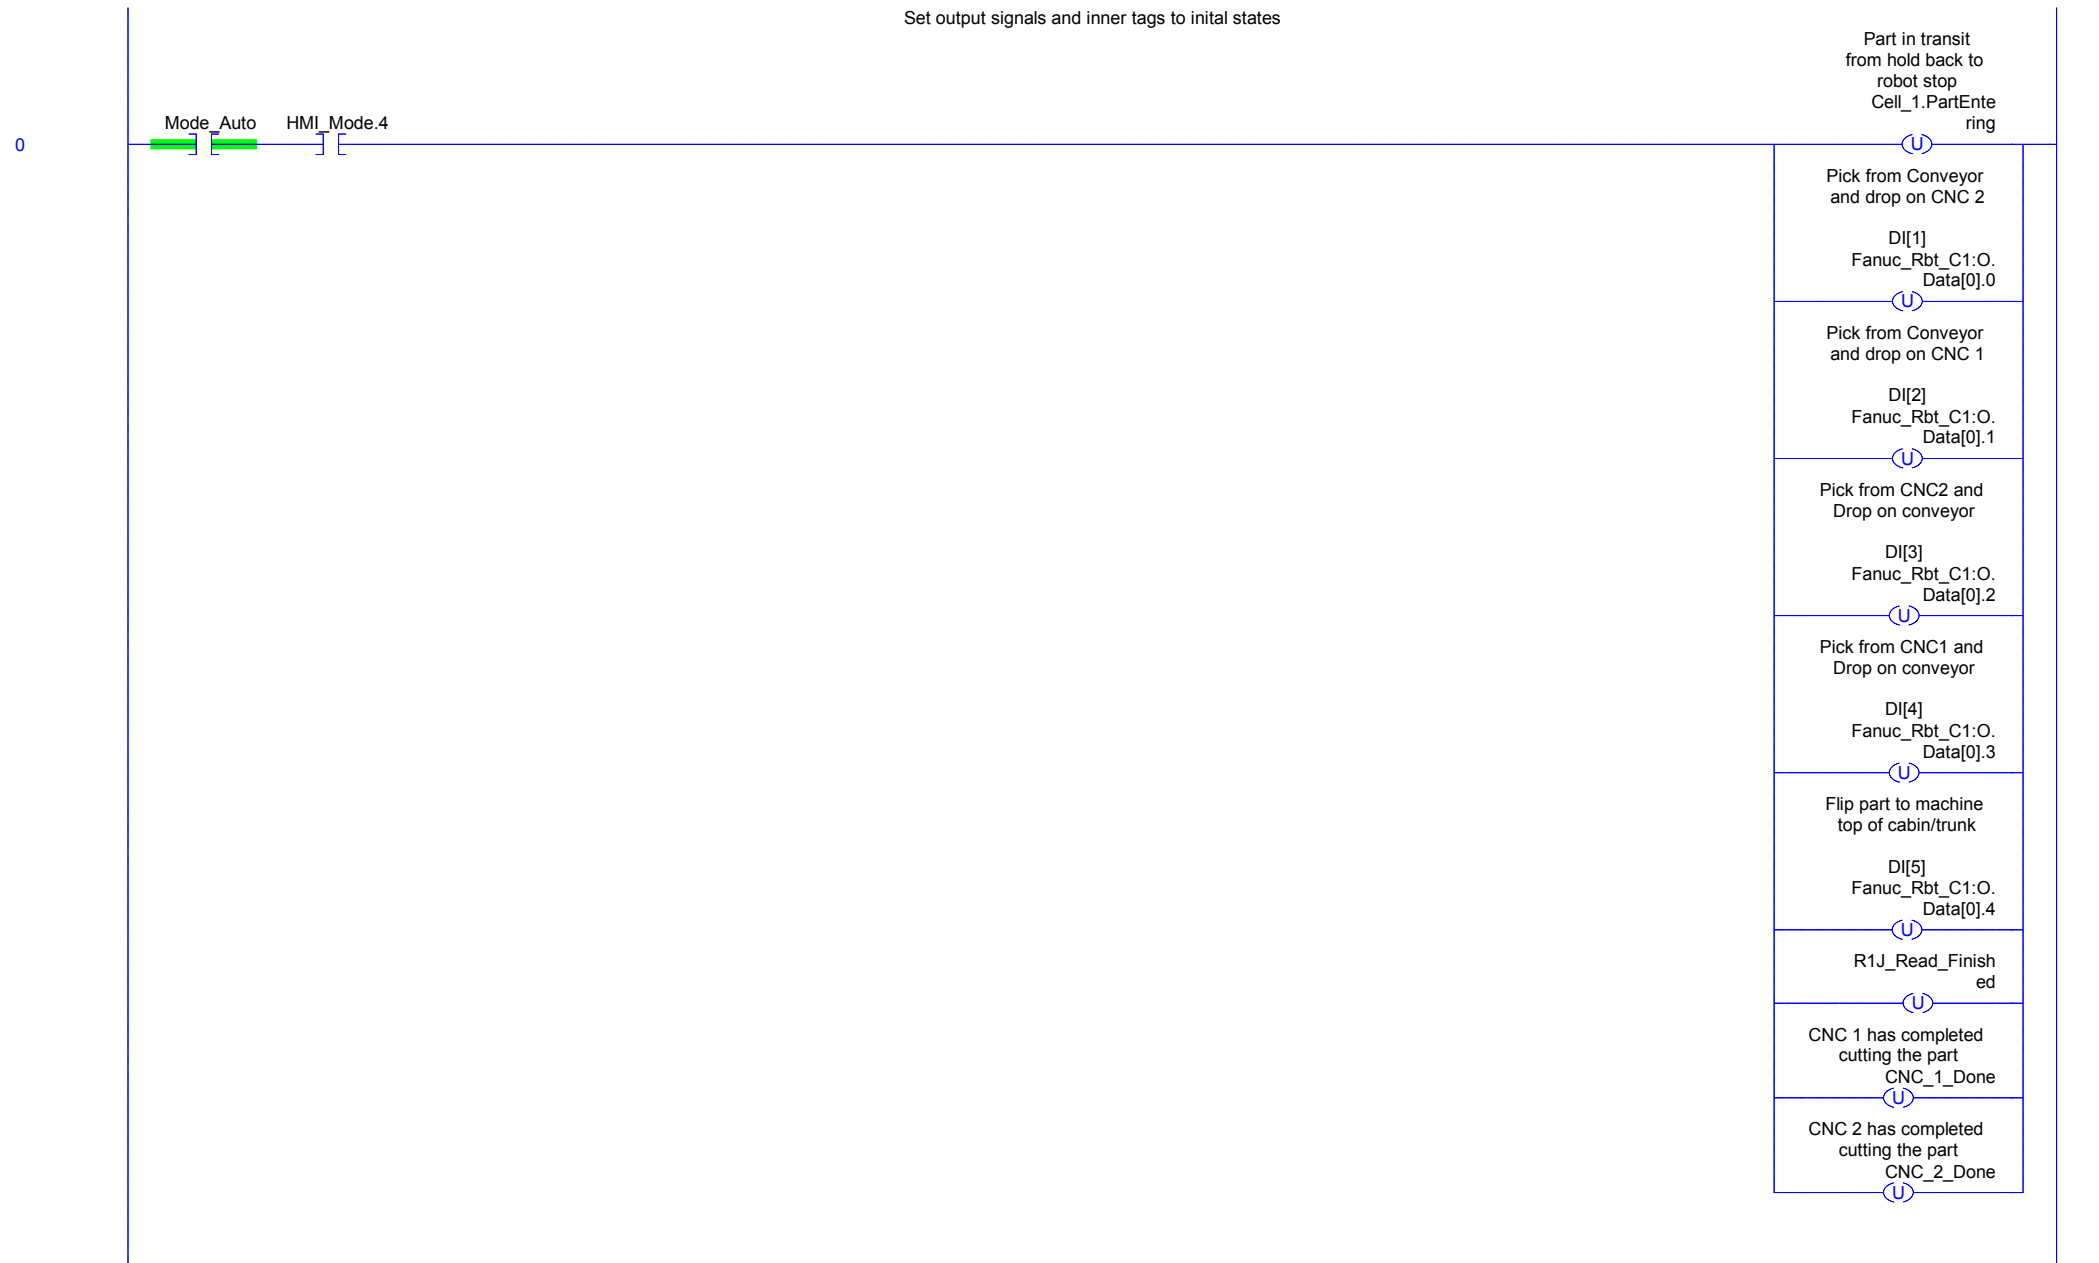 Set output signals and inner tags to inital states
Part in transit
from hold back to
robot stop
Cell_1.PartEnte
ring
Mode_Auto
HMI_Mode.4
0
U
Pick from Conveyor
and drop on CNC 2
DI[1]
Fanuc_Rbt_C1:O.
Data[0].0
U
Pick from Conveyor
and drop on CNC 1
DI[2]
Fanuc_Rbt_C1:O.
Data[0].1
U
Pick from CNC2 and
Drop on conveyor
DI[3]
Fanuc_Rbt_C1:O.
Data[0].2
U
Pick from CNC1 and
Drop on conveyor
DI[4]
Fanuc_Rbt_C1:O.
Data[0].3
U
Flip part to machine
top of cabin/trunk
DI[5]
Fanuc_Rbt_C1:O.
Data[0].4
U
R1J_Read_Finish
ed
U
CNC 1 has completed
cutting the part
CNC_1_Done
U
CNC 2 has completed
cutting the part
CNC_2_Done
U